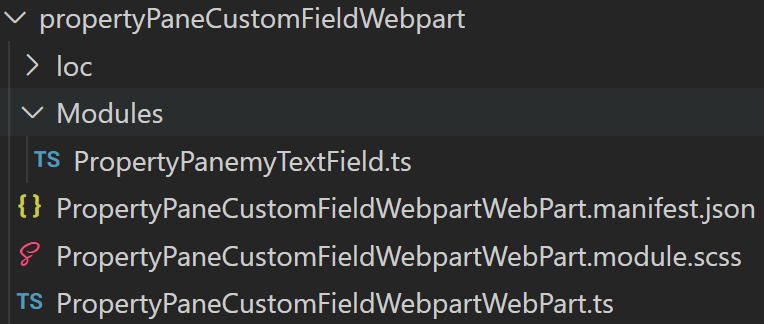 propertyPaneCustomFieldWebpart
loc
Modules
TS PropertyPanemyTextField.ts
{} PropertyPaneCustomFieldWebpartWebPart.manifest.json
PropertyPaneCustomFieldWebpartWebPart.module.scss
TS PropertyPaneCustomFieldWebpartWebPart.ts